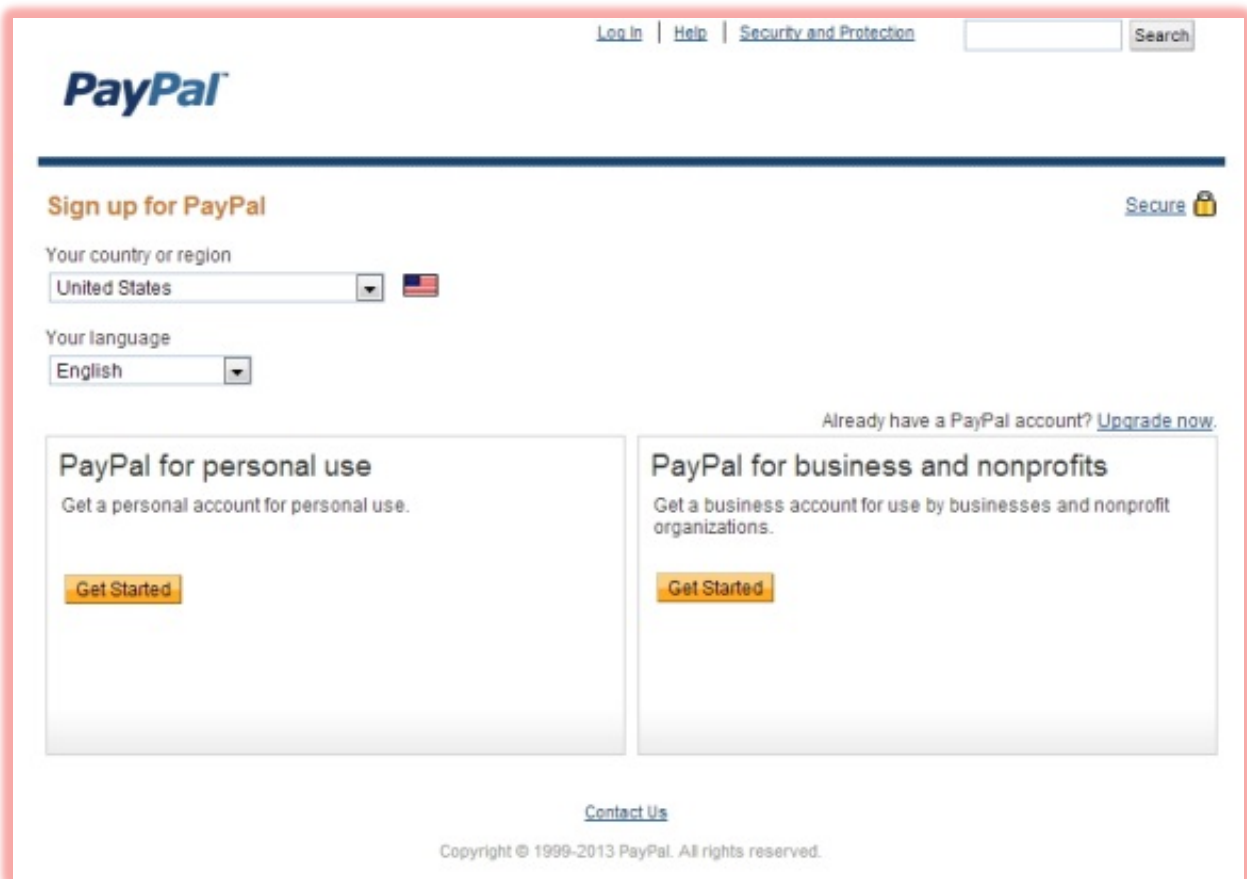 Log In | Help | Security and Protection Search
PayPal™
Sign up for PayPal
Secure
Your country or region
United States
Your language
English
Already have a PayPal account? Upgrade now.
PayPal for personal use
Get a personal account for personal use.
Get Started
PayPal for business and nonprofits
Get a business account for use by businesses and nonprofit
organizations.
Get Started
Contact Us
Copyright © 1999-2013 PayPal. All rights reserved.